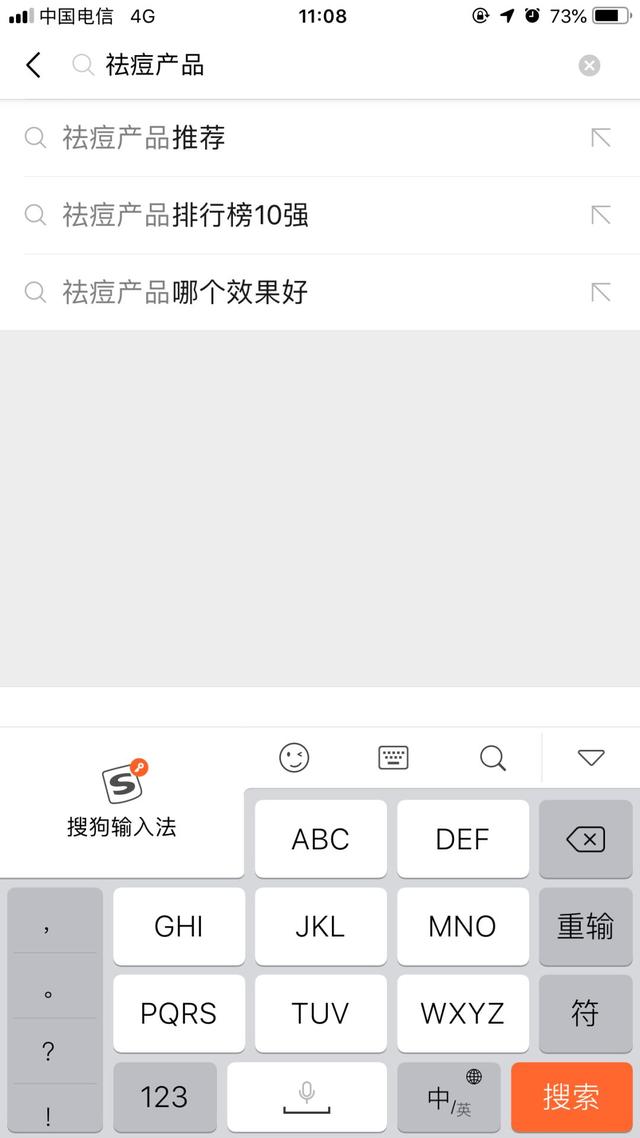 中国电信 4G 11:08 73%
祛痘产品
祛痘产品推荐
祛痘产品排行榜10强
祛痘产品哪个效果好
S
搜狗输入法
ABC DEF
， GHI JKL MNO 重输
。 PQRS TUV WXYZ 符
？
！ 123 中/英 搜索